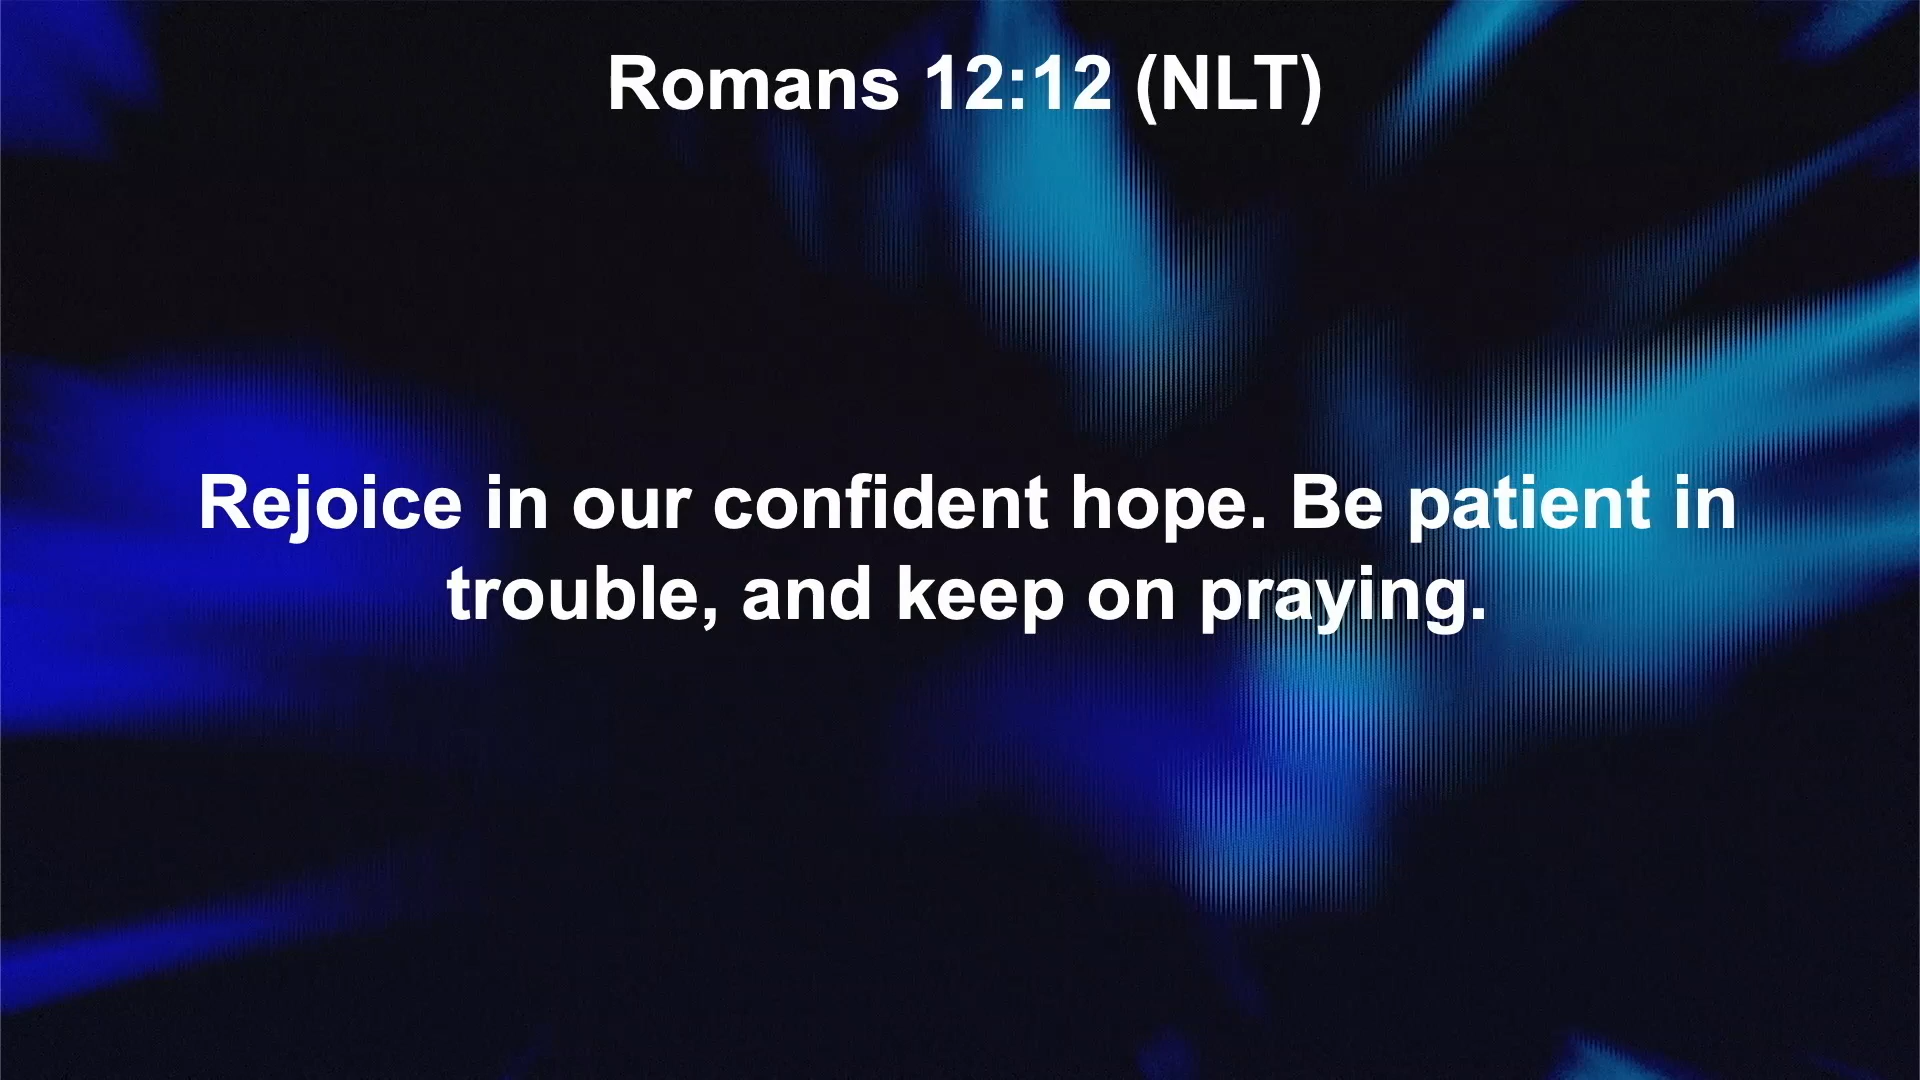 Romans 12:12 (NLT)
Rejoice in our confident hope. Be patient in
trouble, and keep on praying.